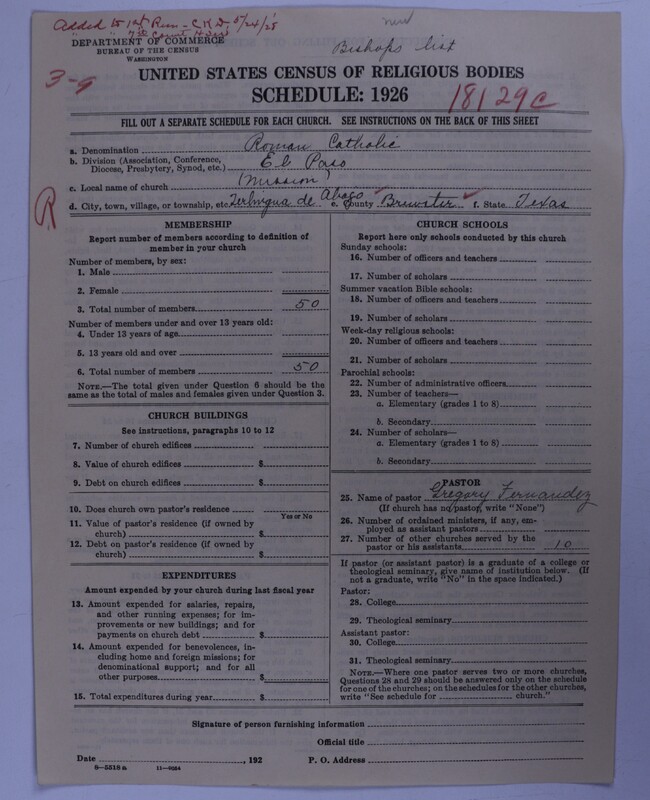 Added to 1st Run - C.K.D. 5/24/28
new
DEPARTMENT OF COMMERCE
BUREAU OF THE CENSUS
WASHINGTON
Bishops list
3-9
UNITED STATES CENSUS OF RELIGIOUS BODIES
SCHEDULE: 1926
18129c
FILL OUT A SEPARATE SCHEDULE FOR EACH CHURCH. SEE INSTRUCTIONS ON THE BACK OF THIS SHEET
a. Denomination Roman Catholic
b. Division (Association, Conference, Diocese, Presbytery, Synod, etc.) El Paso
c. Local name of church (Mission)
R
d. City, town, village, or township, etc. Terlingua de Abajo e. County Brewster f. State Texas
MEMBERSHIP
Report number of members according to definition of
member in your church
Number of members, by sex:
1. Male
2. Female
3. Total number of members 50
Number of members under and over 13 years old:
4. Under 13 years of age
5. 13 years old and over
6. Total number of members 50
NOTE.—The total given under Question 6 should be the
same as the total of males and females given under Question 3.
CHURCH BUILDINGS
See instructions, paragraphs 10 to 12
7. Number of church edifices
8. Value of church edifices $
9. Debt on church edifices $
10. Does church own pastor's residence
Yes or No
11. Value of pastor's residence (if owned by
church) $
12. Debt on pastor's residence (if owned by
church) $
EXPENDITURES
Amount expended by your church during last fiscal year
13. Amount expended for salaries, repairs,
and other running expenses; for im-
provements or new buildings; and for
payments on church debt $
14. Amount expended for benevolences, in-
cluding home and foreign missions; for
denominational support; and for all
other purposes $
15. Total expenditures during year $
CHURCH SCHOOLS
Report here only schools conducted by this church
Sunday schools:
16. Number of officers and teachers
17. Number of scholars
Summer vacation Bible schools:
18. Number of officers and teachers
19. Number of scholars
Week-day religious schools:
20. Number of officers and teachers
21. Number of scholars
Parochial schools:
22. Number of administrative officers
23. Number of teachers—
a. Elementary (grades 1 to 8)
b. Secondary
24. Number of scholars—
a. Elementary (grades 1 to 8)
b. Secondary
PASTOR
25. Name of pastor Gregory Fernandez
(If church has no pastor, write "None")
26. Number of ordained ministers, if any, em-
ployed as assistant pastors
27. Number of other churches served by the
pastor or his assistants 10
If pastor (or assistant pastor) is a graduate of a college or
theological seminary, give name of institution below. (If
not a graduate, write "No" in the space indicated.)
Pastor:
28. College
29. Theological seminary
Assistant pastor:
30. College
31. Theological seminary
NOTE.—Where one pastor serves two or more churches,
Questions 28 and 29 should be answered only on the schedule
for one of the churches; on the schedules for the other churches,
write "See schedule for church."
Signature of person furnishing information
Official title
Date , 192 P. O. Address
8—5518a 11—9284